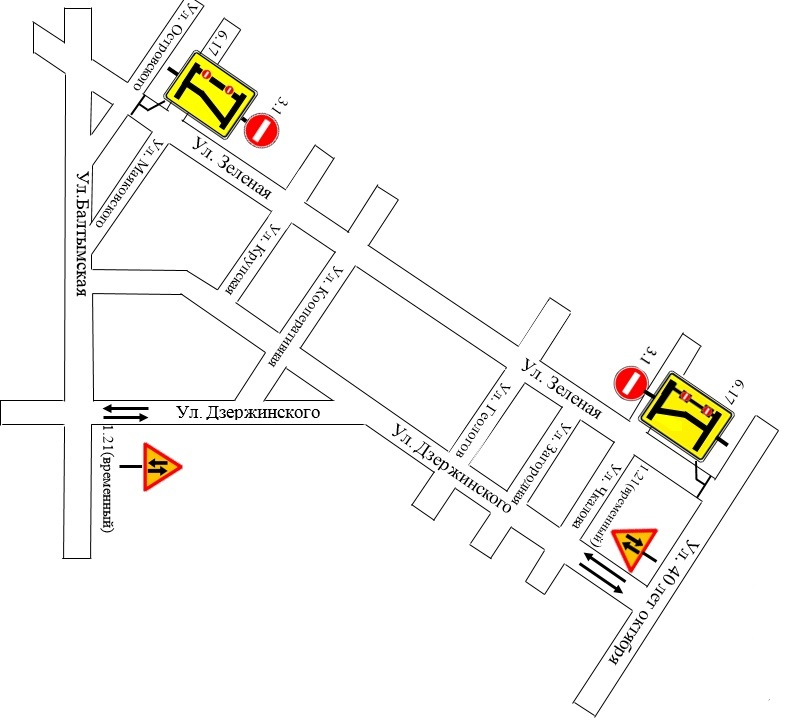 Ул. Островского
6.17
3.1
Ул. Зеленая
Ул. Маяковского
Ул.Балтымская
Ул. Крупская
Ул. Кооперативная
3.1
6.17
Ул. Зеленая
Ул. Дзержинского
1.21(временный)
Ул. Дзержинского
Ул. Геологов
Ул. Загородная
Ул. Чкалова
1.21(временный)
Ул. 40 лет октября